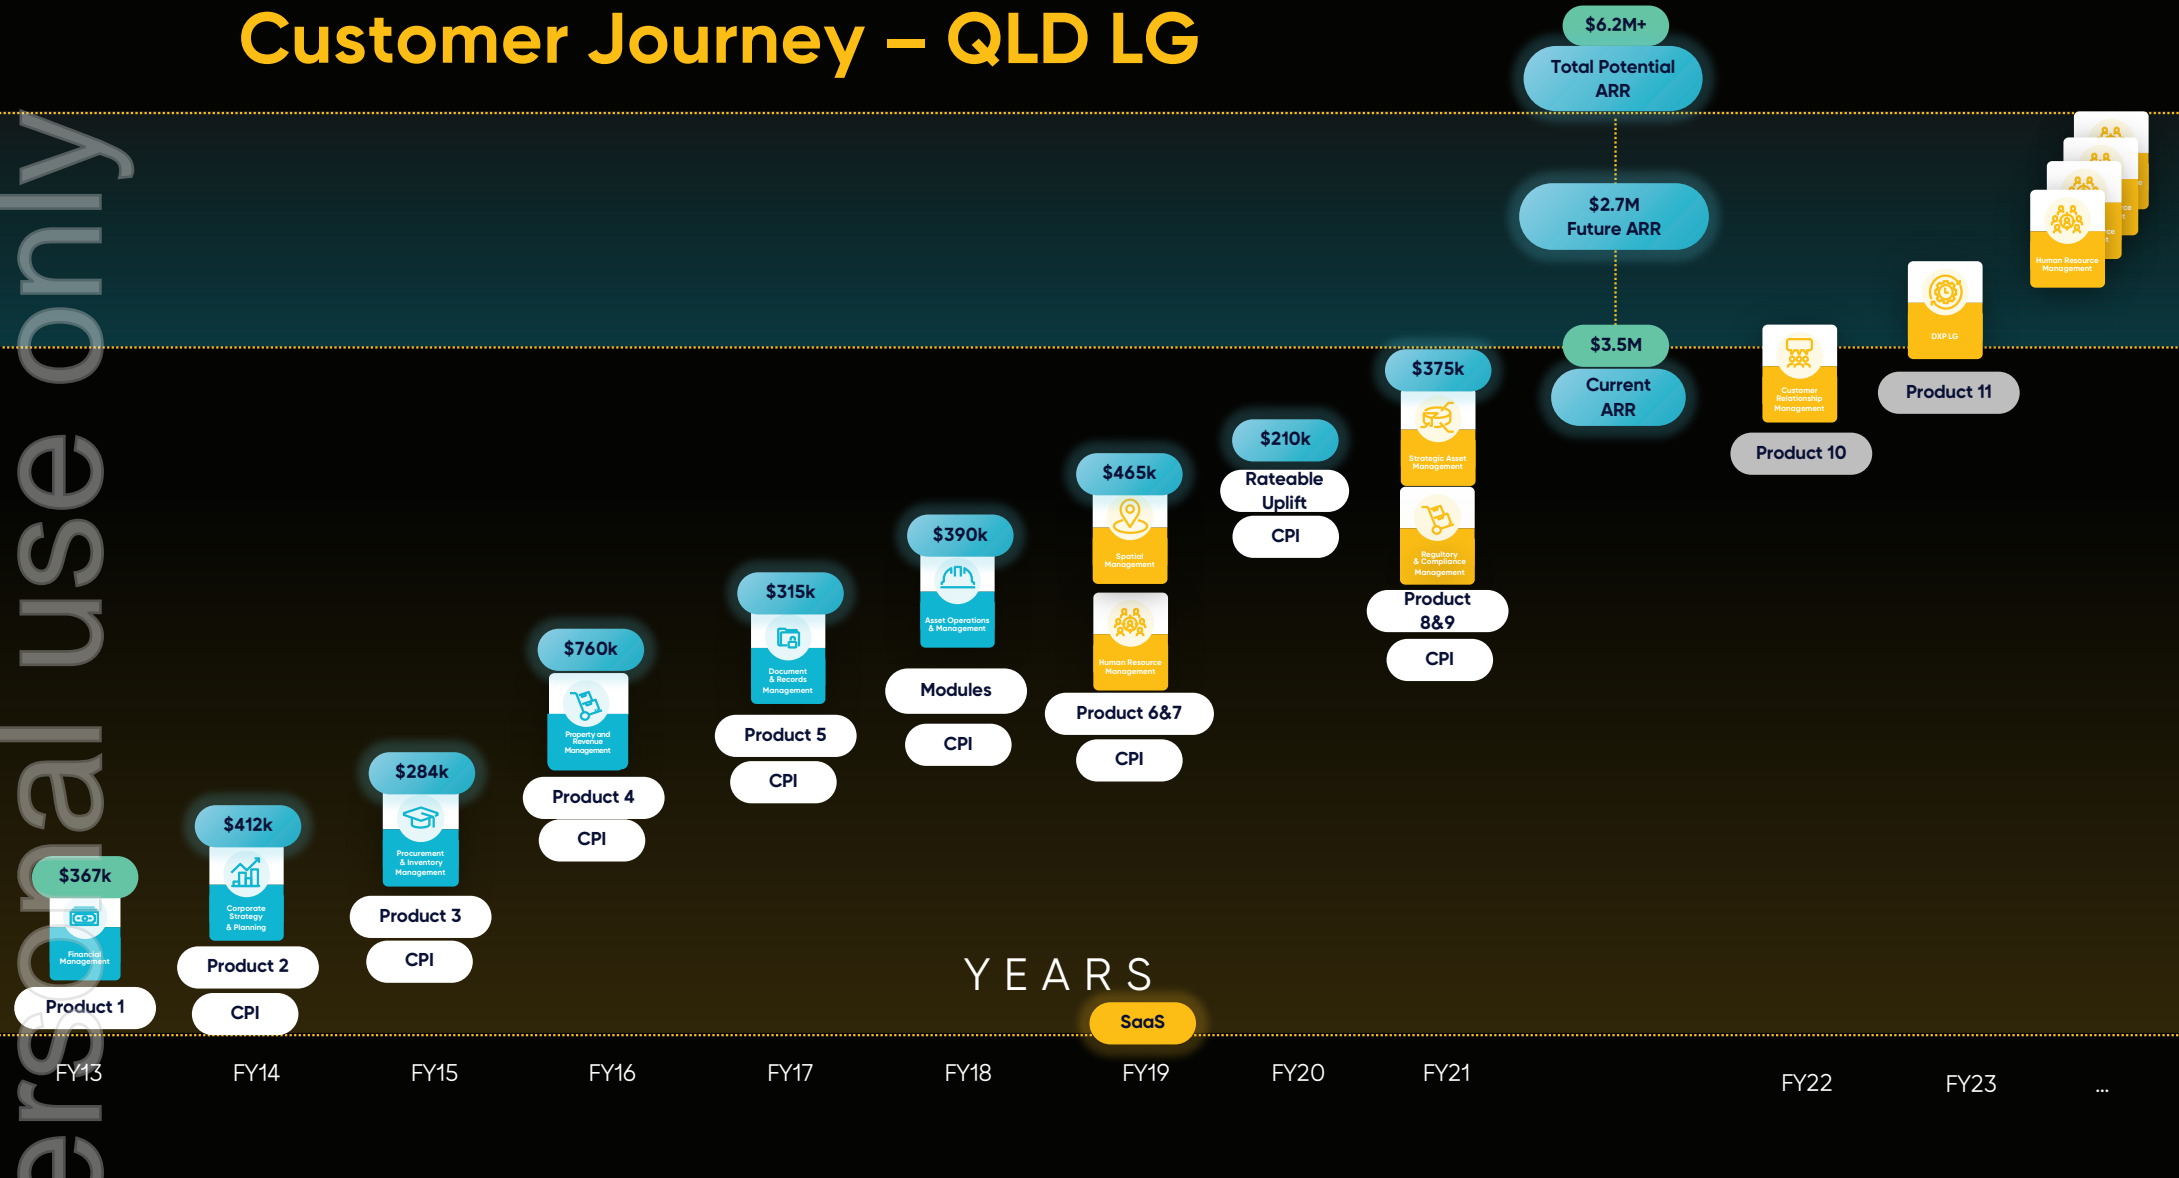 Customer Journey – QLD LG
$6.2M+
Total Potential
ARR
$2.7M
Future ARR
$3.5M
Current
ARR
$367k
Financial
Management
Product 1
$412k
Corporate
Strategy
& Planning
Product 2
CPI
$284k
Procurement
& Inventory
Management
Product 3
CPI
$760k
Property and
Revenue
Management
Product 4
CPI
$315k
Document
& Records
Management
Product 5
CPI
$390k
Asset Operations
& Management
Modules
CPI
$465k
Spatial
Management
Human Resource
Management
Product 6&7
CPI
$210k
Rateable
Uplift
CPI
$375k
Strategic Asset
Management
Regultory
& Compliance
Management
Product
8&9
CPI
Customer
Relationship
Management
Product 10
DXP LG
Product 11
Human Resource
Management
YEARS
SaaS
FY13
FY14
FY15
FY16
FY17
FY18
FY19
FY20
FY21
FY22
FY23
...
ersonal use only